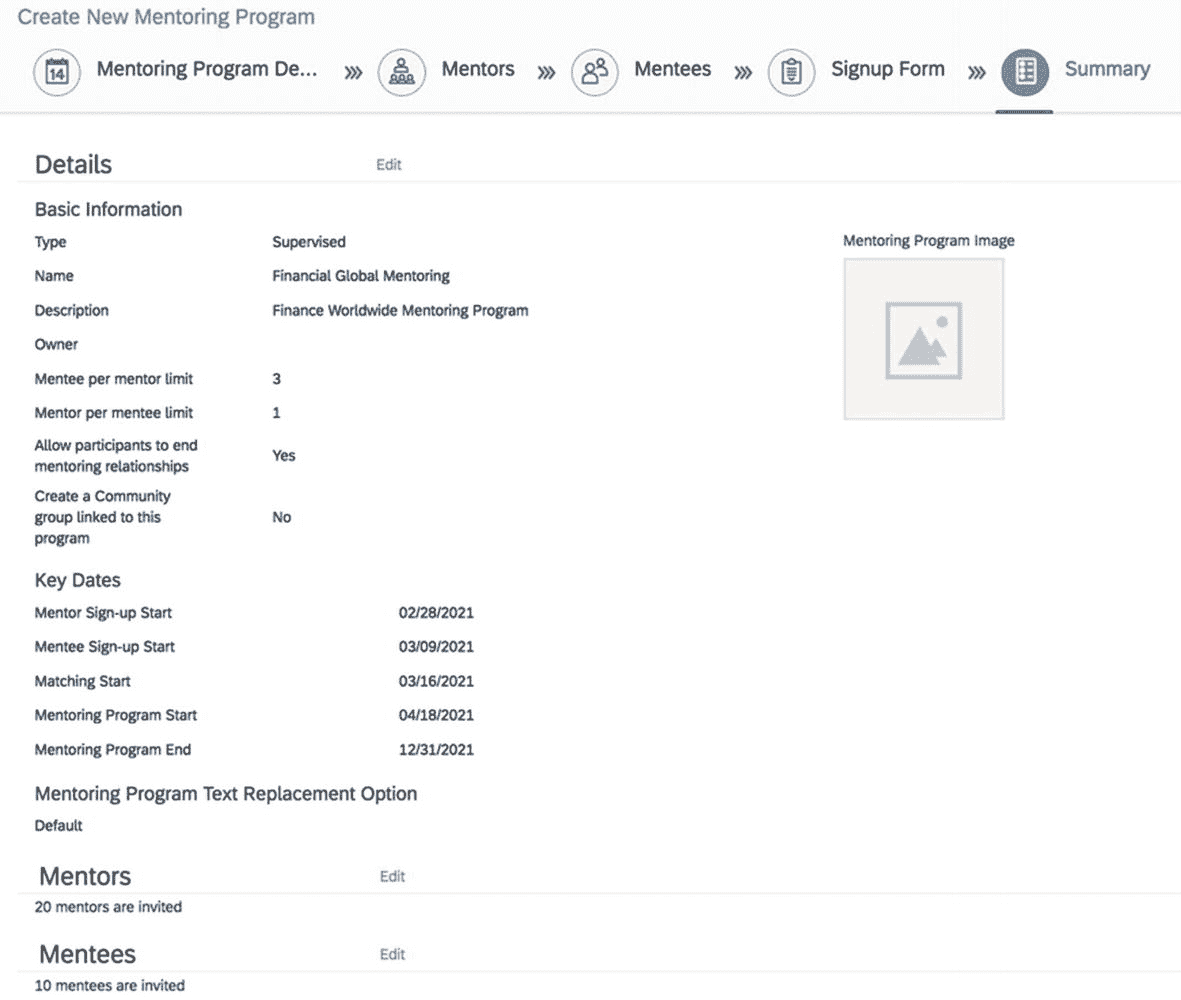 Create New Mentoring Program
14 Mentoring Program De... Mentors Mentees Signup Form Summary
Details Edit
Basic Information
Type Supervised
Mentoring Program Image
Name Financial Global Mentoring
Description Finance Worldwide Mentoring Program
Owner
Mentee per mentor limit 3
Mentor per mentee limit 1
Allow participants to end
mentoring relationships Yes
Create a Community
group linked to this No
program
Key Dates
Mentor Sign-up Start 02/28/2021
Mentee Sign-up Start 03/09/2021
Matching Start 03/16/2021
Mentoring Program Start 04/18/2021
Mentoring Program End 12/31/2021
Mentoring Program Text Replacement Option
Default
Mentors Edit
20 mentors are invited
Mentees Edit
10 mentees are invited